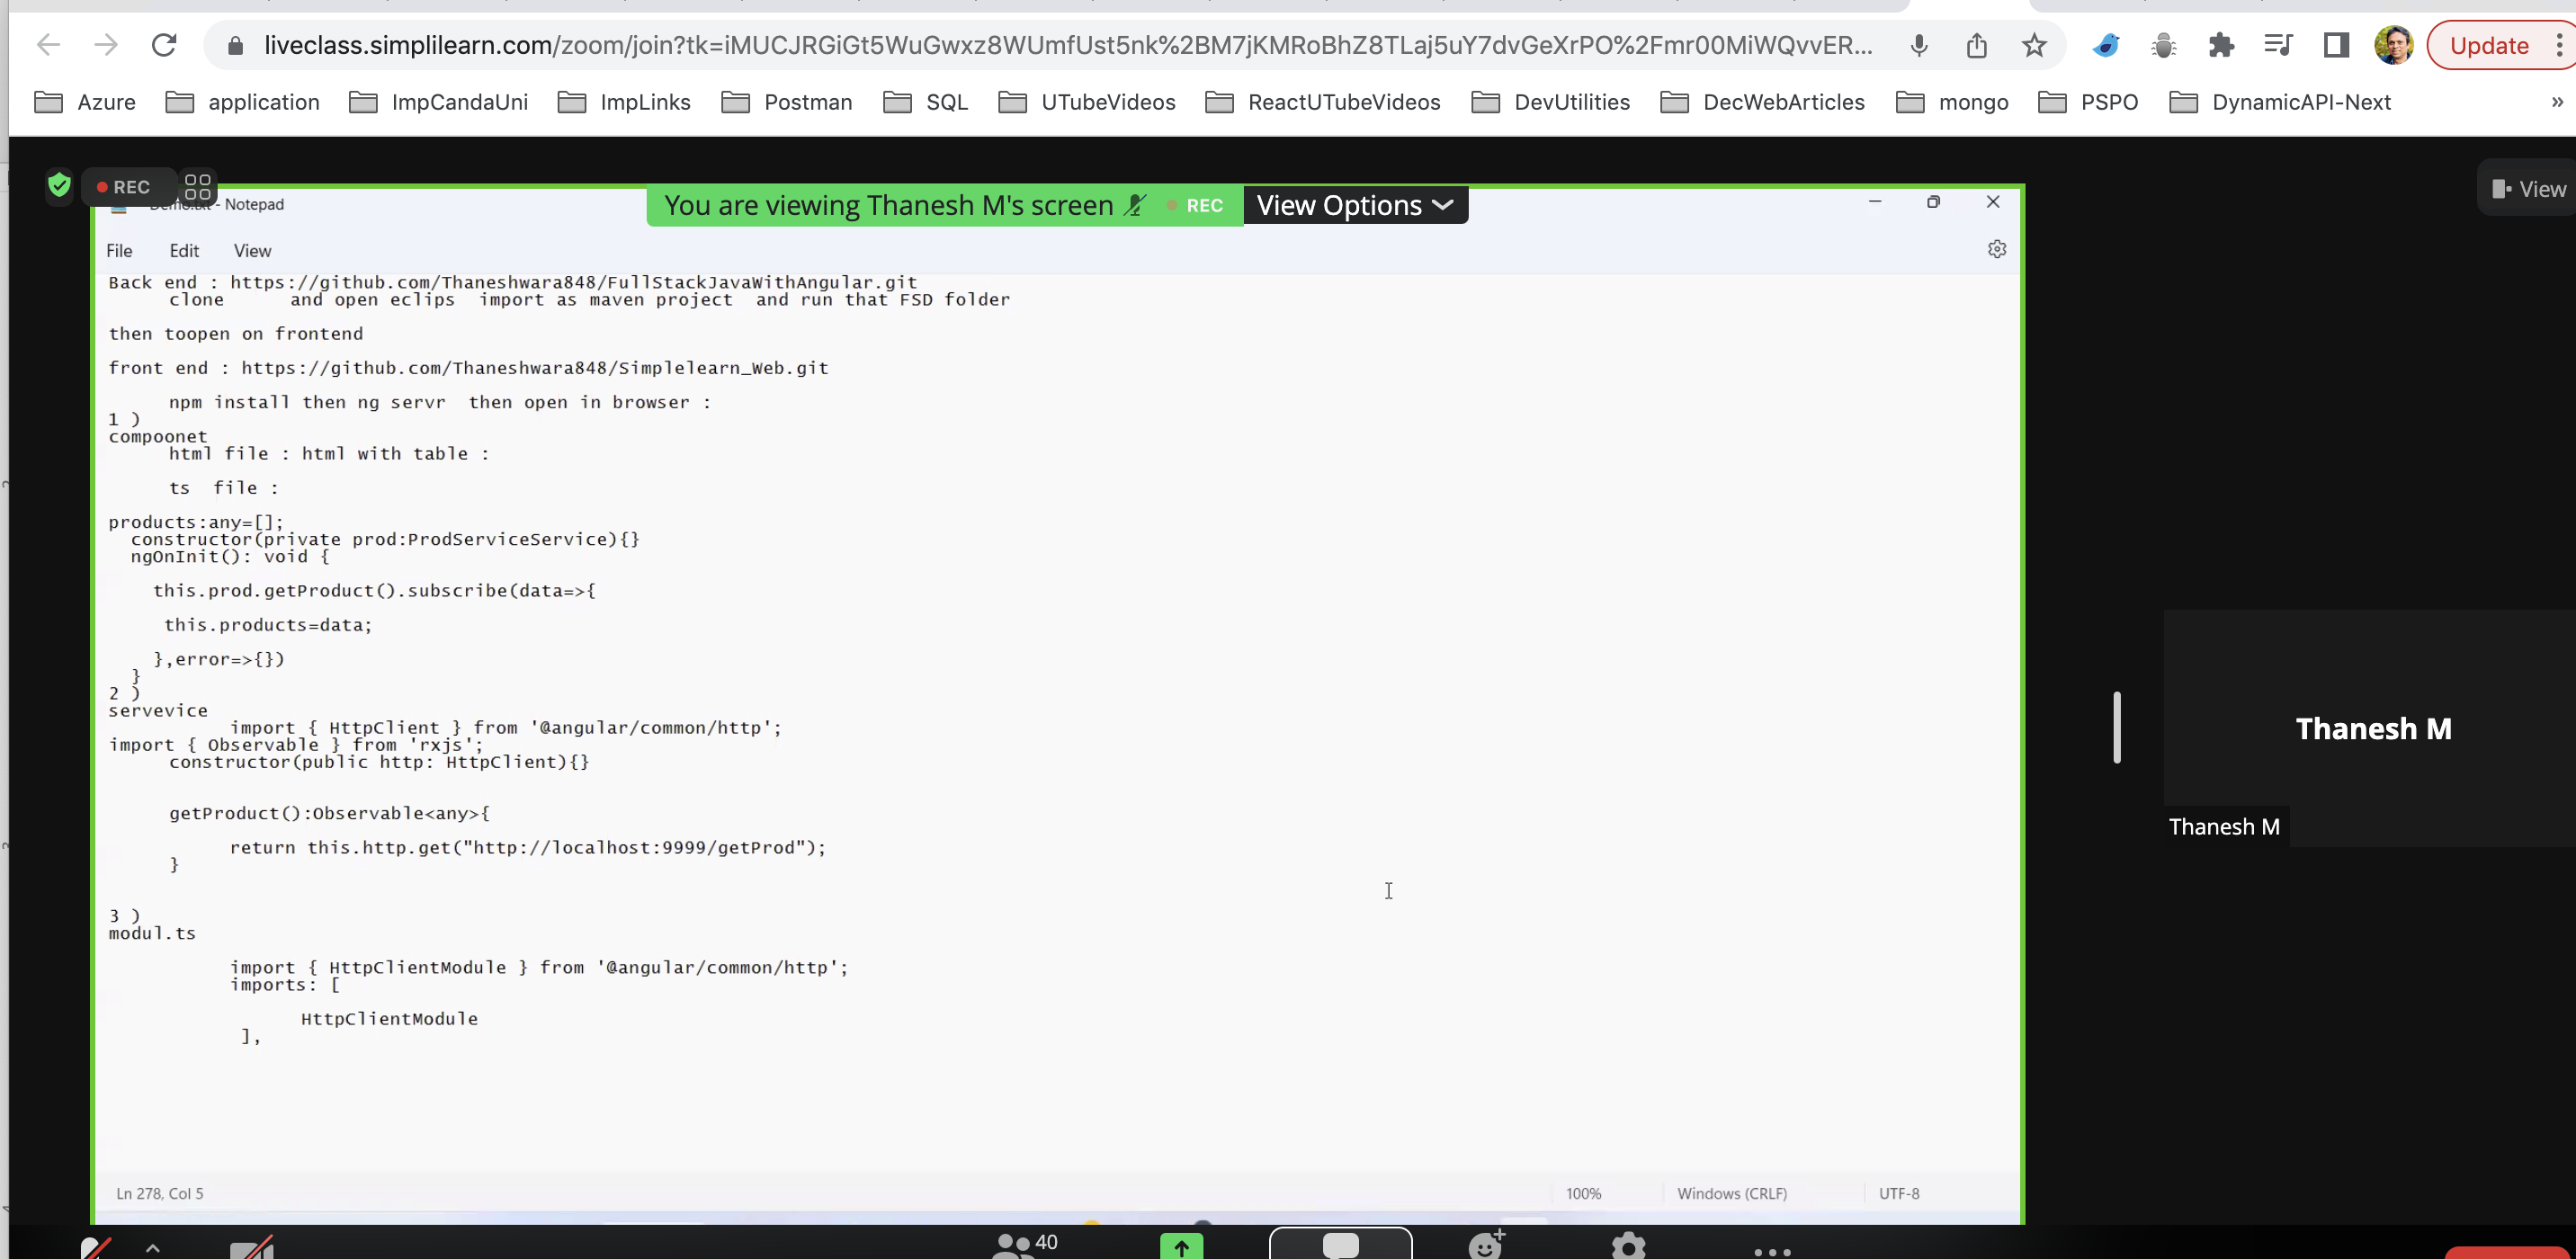 liveclass.simplilearn.com/zoom/join?tk=iMUCJRGiGt5WuGwxz8WUmfUst5nk%2BM7jKMRoBhZ8TLaj5uY7dvGeXrPO%2Fmr00MiWQvvER...
Update
Azure application ImpCandaUni ImpLinks Postman SQL UTubeVideos ReactUTubeVideos DevUtilities DecWebArticles mongo PSPO DynamicAPI-Next »
REC
Demo.txt - Notepad
You are viewing Thanesh M's screen REC View Options
View
File Edit View
Back end : https://github.com/Thaneshwara848/FullStackJavaWithAngular.git
clone and open eclips import as maven project and run that FSD folder
then toopen on frontend
front end : https://github.com/Thaneshwara848/Simplelearn_Web.git
npm install then ng servr then open in browser :
1 )
compoonet
html file : html with table :
ts file :
products:any=[];
constructor(private prod:ProdServiceService){}
ngOnInit(): void {
this.prod.getProduct().subscribe(data=>{
this.products=data;
},error=>{})
}
2 )
servevice
import { HttpClient } from '@angular/common/http';
import { Observable } from 'rxjs';
constructor(public http: HttpClient){}
getProduct():Observable<any>{
return this.http.get("http://localhost:9999/getProd");
}
3 )
modul.ts
import { HttpClientModule } from '@angular/common/http';
imports: [
HttpClientModule
],
Thanesh M
Thanesh M
Ln 278, Col 5 100% Windows (CRLF) UTF-8
40